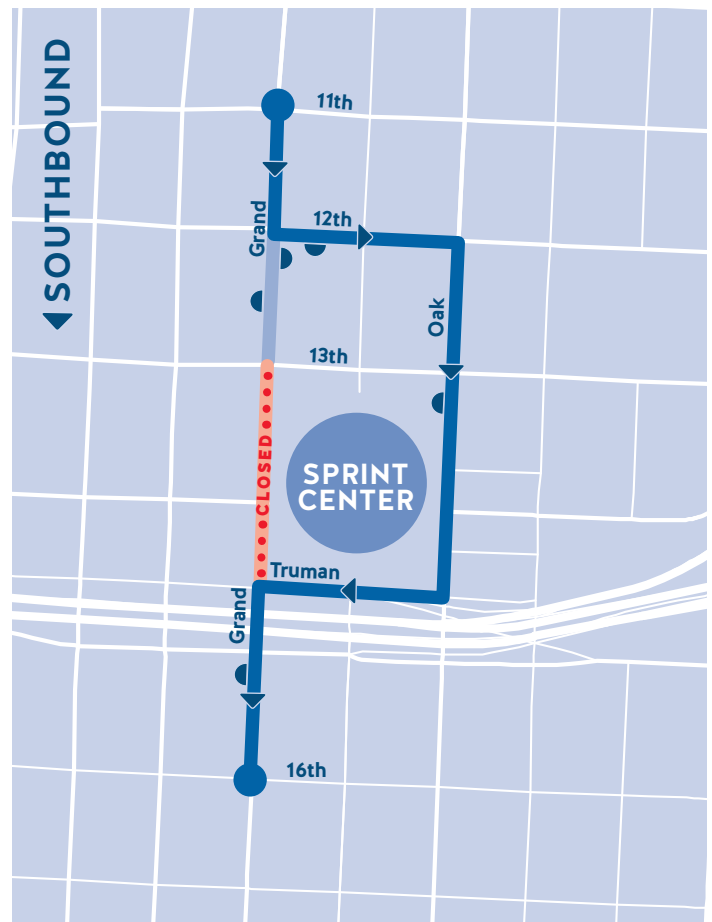 SOUTHBOUND
11th
Grand
12th
Oak
13th
CLOSED
SPRINT
CENTER
Truman
Grand
16th